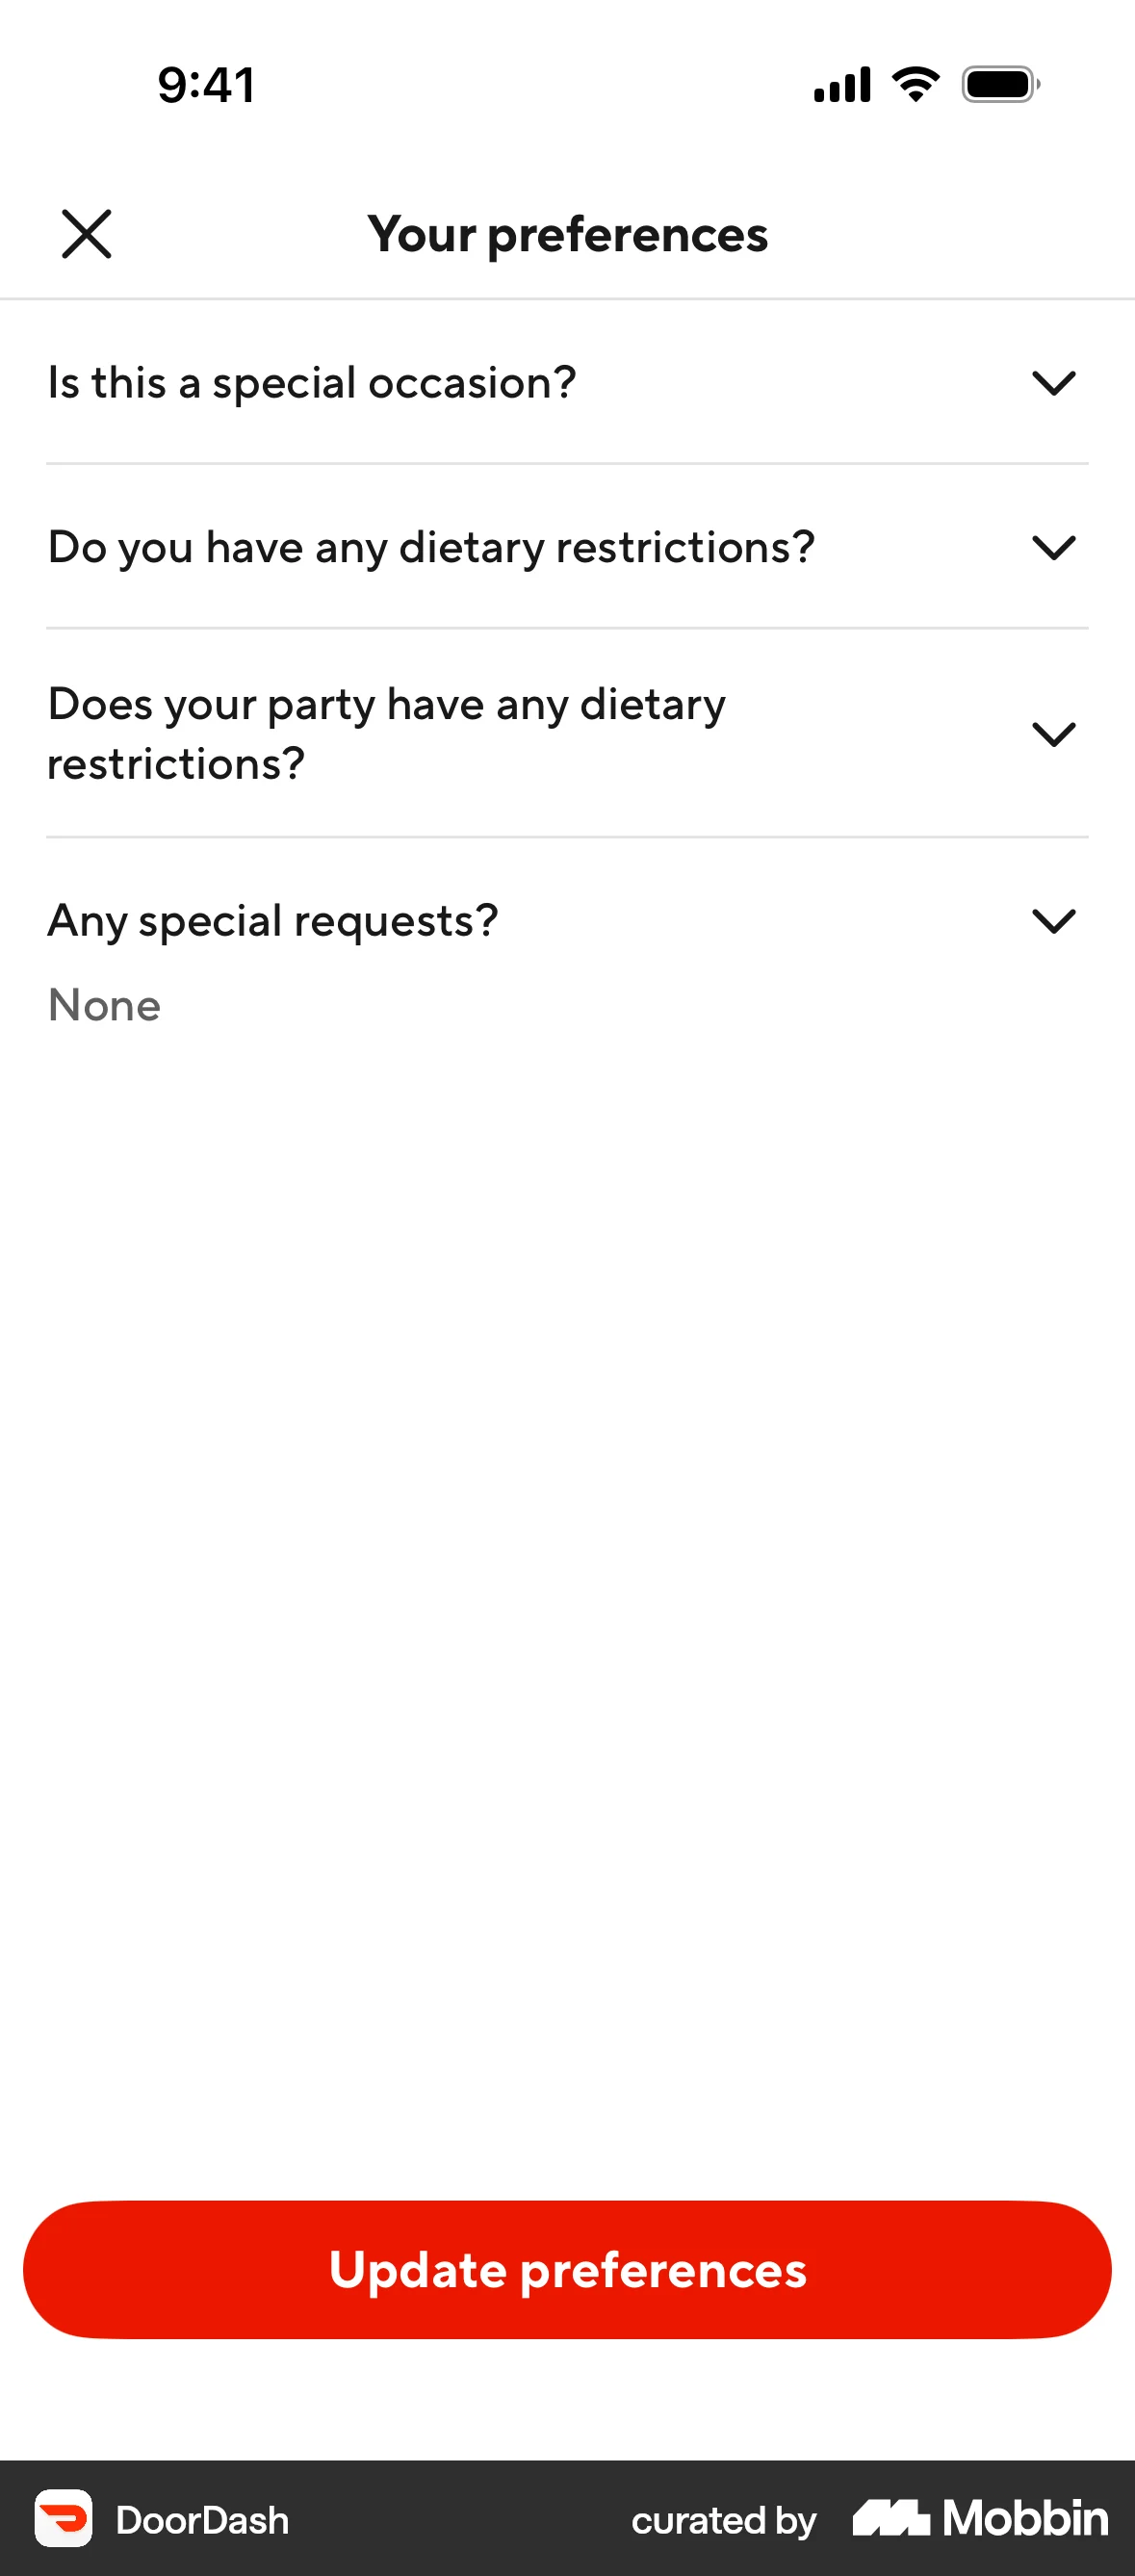 9:41
Your preferences
Is this a special occasion?
Do you have any dietary restrictions?
Does your party have any dietary
restrictions?
Any special requests?
None
Update preferences
DoorDash
curated by Mobbin